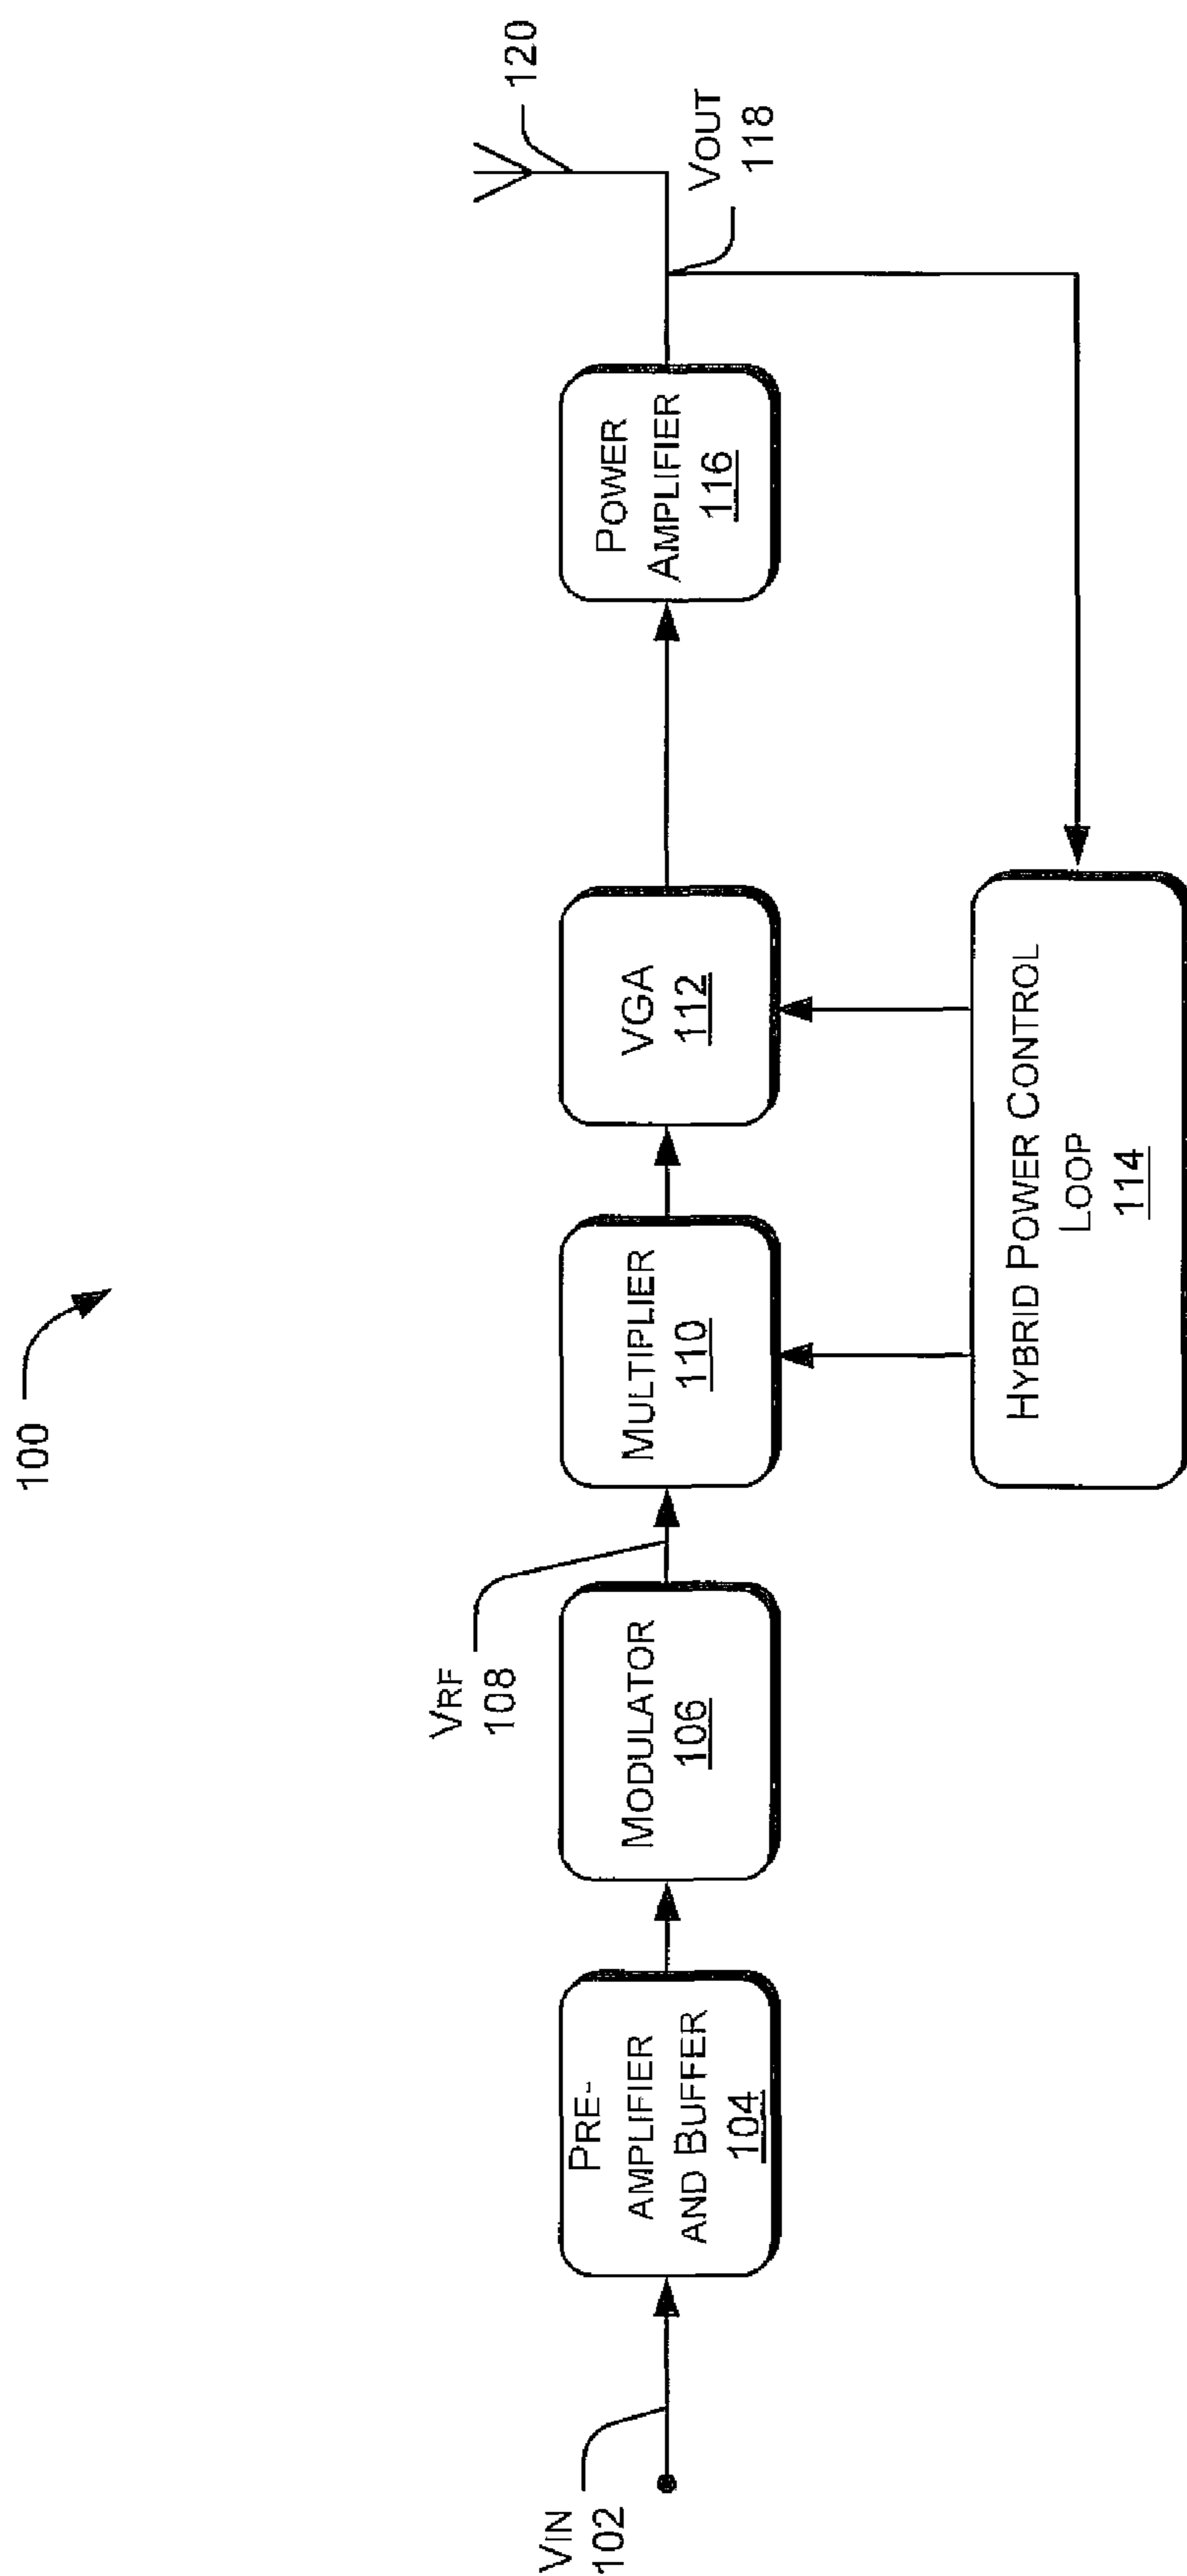 100
VIN
102
PRE-
AMPLIFIER
AND BUFFER
104
MODULATOR
106
VRF
108
MULTIPLIER
110
VGA
112
POWER
AMPLIFIER
116
VOUT
118
120
HYBRID POWER CONTROL
LOOP
114